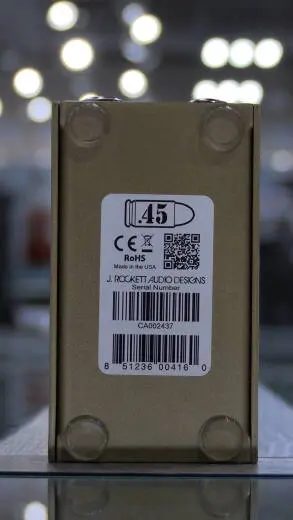 .45
CE
RoHS
Made in the USA
J. ROCKETT AUDIO DESIGNS
Serial Number
CA002437
8 51236 00416 0